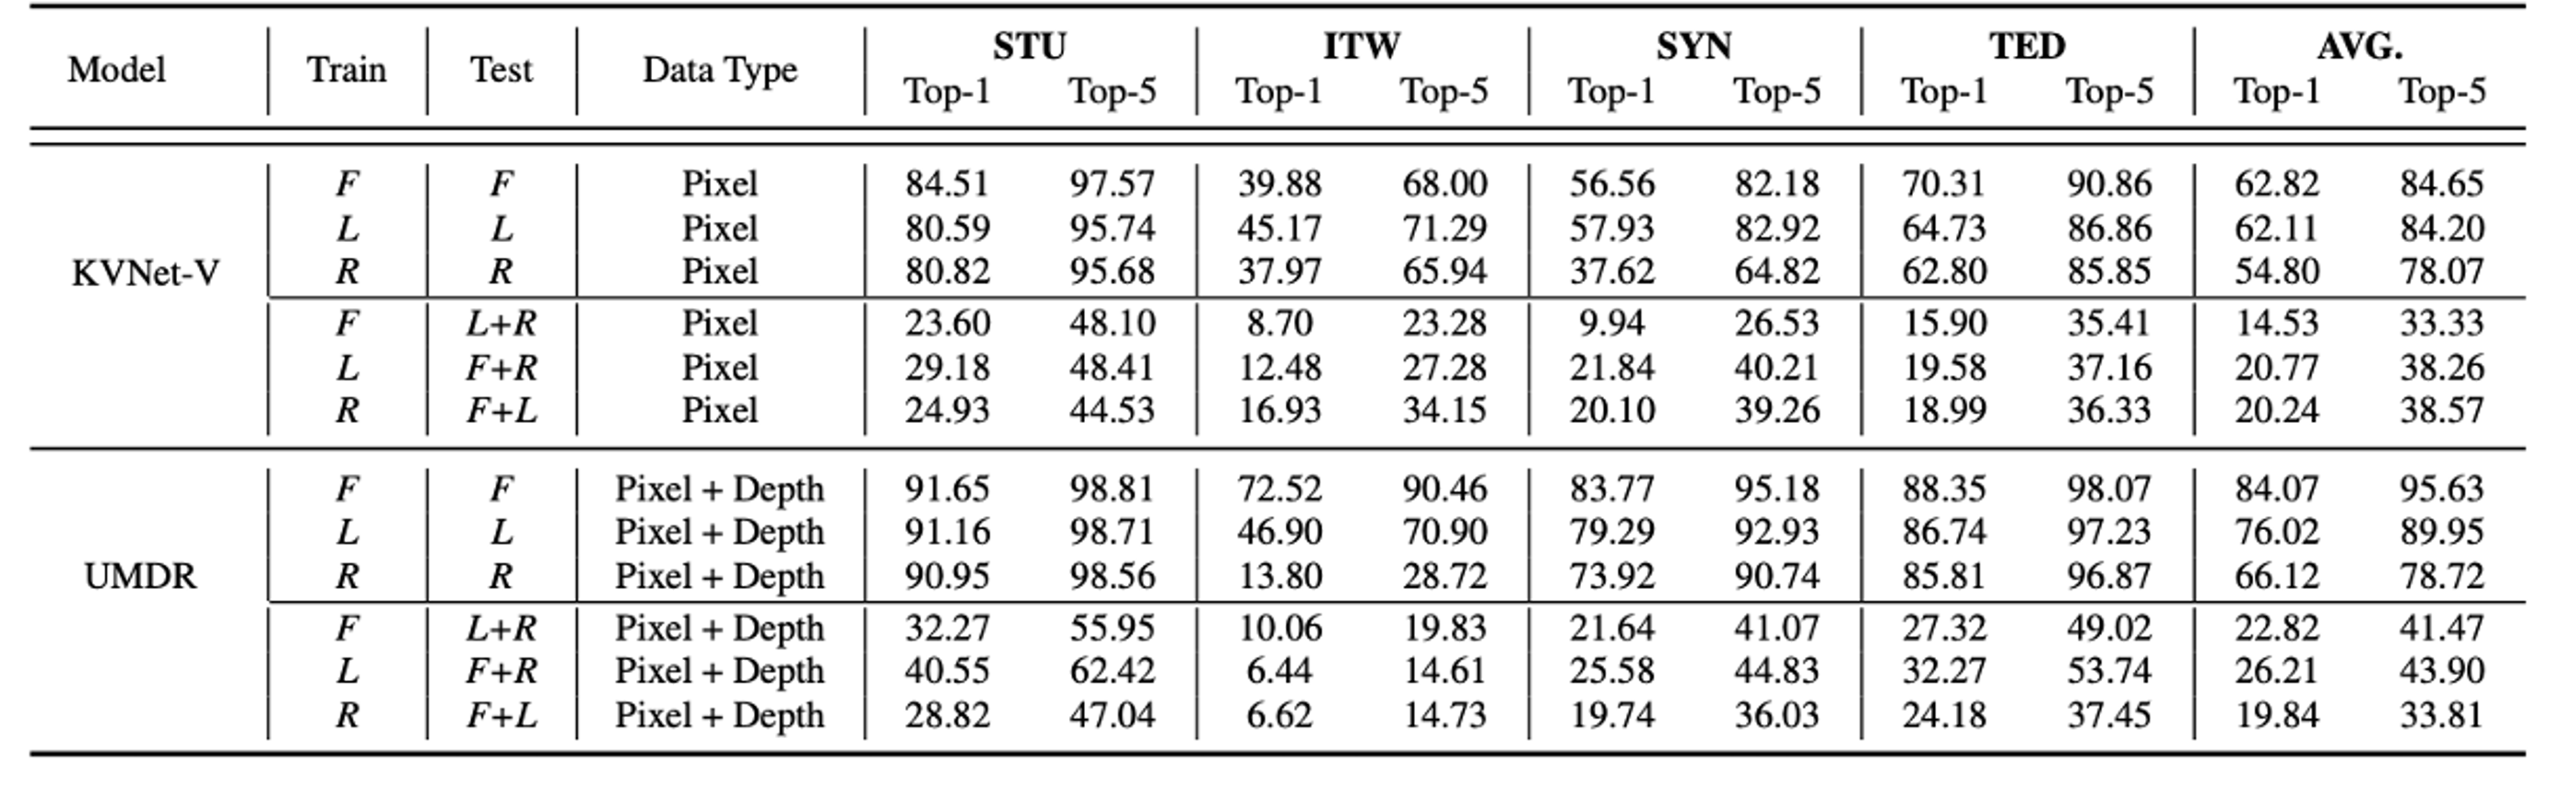 Model Train Test Data Type STU ITW SYN TED AVG.
Top-1 Top-5 Top-1 Top-5 Top-1 Top-5 Top-1 Top-5 Top-1 Top-5
KVNet-V
F F Pixel 84.51 97.57 39.88 68.00 56.56 82.18 70.31 90.86 62.82 84.65
L L Pixel 80.59 95.74 45.17 71.29 57.93 82.92 64.73 86.86 62.11 84.20
R R Pixel 80.82 95.68 37.97 65.94 37.62 64.82 62.80 85.85 54.80 78.07
F L+R Pixel 23.60 48.10 8.70 23.28 9.94 26.53 15.90 35.41 14.53 33.33
L F+R Pixel 29.18 48.41 12.48 27.28 21.84 40.21 19.58 37.16 20.77 38.26
R F+L Pixel 24.93 44.53 16.93 34.15 20.10 39.26 18.99 36.33 20.24 38.57
UMDR
F F Pixel + Depth 91.65 98.81 72.52 90.46 83.77 95.18 88.35 98.07 84.07 95.63
L L Pixel + Depth 91.16 98.71 46.90 70.90 79.29 92.93 86.74 97.23 76.02 89.95
R R Pixel + Depth 90.95 98.56 13.80 28.72 73.92 90.74 85.81 96.87 66.12 78.72
F L+R Pixel + Depth 32.27 55.95 10.06 19.83 21.64 41.07 27.32 49.02 22.82 41.47
L F+R Pixel + Depth 40.55 62.42 6.44 14.61 25.58 44.83 32.27 53.74 26.21 43.90
R F+L Pixel + Depth 28.82 47.04 6.62 14.73 19.74 36.03 24.18 37.45 19.84 33.81